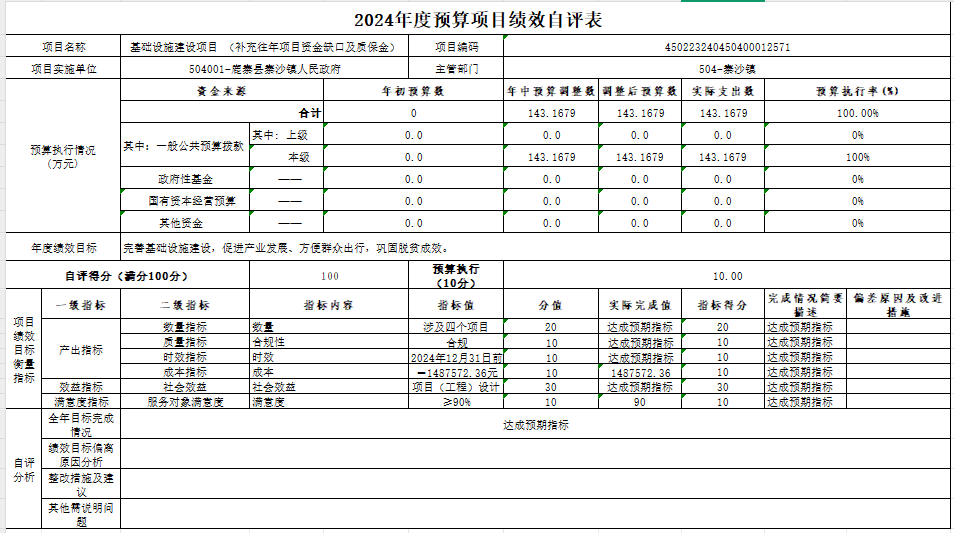 2024年度预算项目绩效自评表
项目名称 基础设施建设项目 （补充往年项目资金缺口及质保金） 项目编码 450223240450400012571
项目实施单位 504001-鹿寨县寨沙镇人民政府 主管部门 504-寨沙镇
预算执行情况(万元) 资金来源 年初预算数 年中预算调整数 调整后预算数 实际支出数 预算执行率(%)
合计 0 143.1679 143.1679 143.1679 100.00%
其中: 一般公共预算拨款 其中: 上级 0.0 0.0 0.0 0.0 0%
本级 0.0 143.1679 143.1679 143.1679 100%
政府性基金 —— 0.0 0.0 0.0 0.0 0%
国有资本经营预算 —— 0.0 0.0 0.0 0.0 0%
其他资金 —— 0.0 0.0 0.0 0.0 0%
年度绩效目标 完善基础设施建设，促进产业发展、方便群众出行，巩固脱贫成效。
自评得分（满分100分） 100 预算执行（10分） 10.00
项目绩效目标衡量指标 一级指标 二级指标 指标内容 指标值 分值 实际完成值 指标得分 完成情况简要描述 偏差原因及改进措施
产出指标 数量指标 数量 涉及四个项目 20 达成预期指标 20 达成预期指标
质量指标 合规性 合规 10 达成预期指标 10 达成预期指标
时效指标 时效 2024年12月31日前 10 达成预期指标 10 达成预期指标
成本指标 成本 一1487572.36元 10 1487572.36 10 达成预期指标
效益指标 社会效益 社会效益 项目（工程）设计 30 达成预期指标 30 达成预期指标
满意度指标 服务对象满意度 满意度 ≥90% 10 90 10 达成预期指标
自评分析 全年目标完成情况 达成预期指标
绩效目标偏离原因分析
整改措施及建议
其他需说明问题